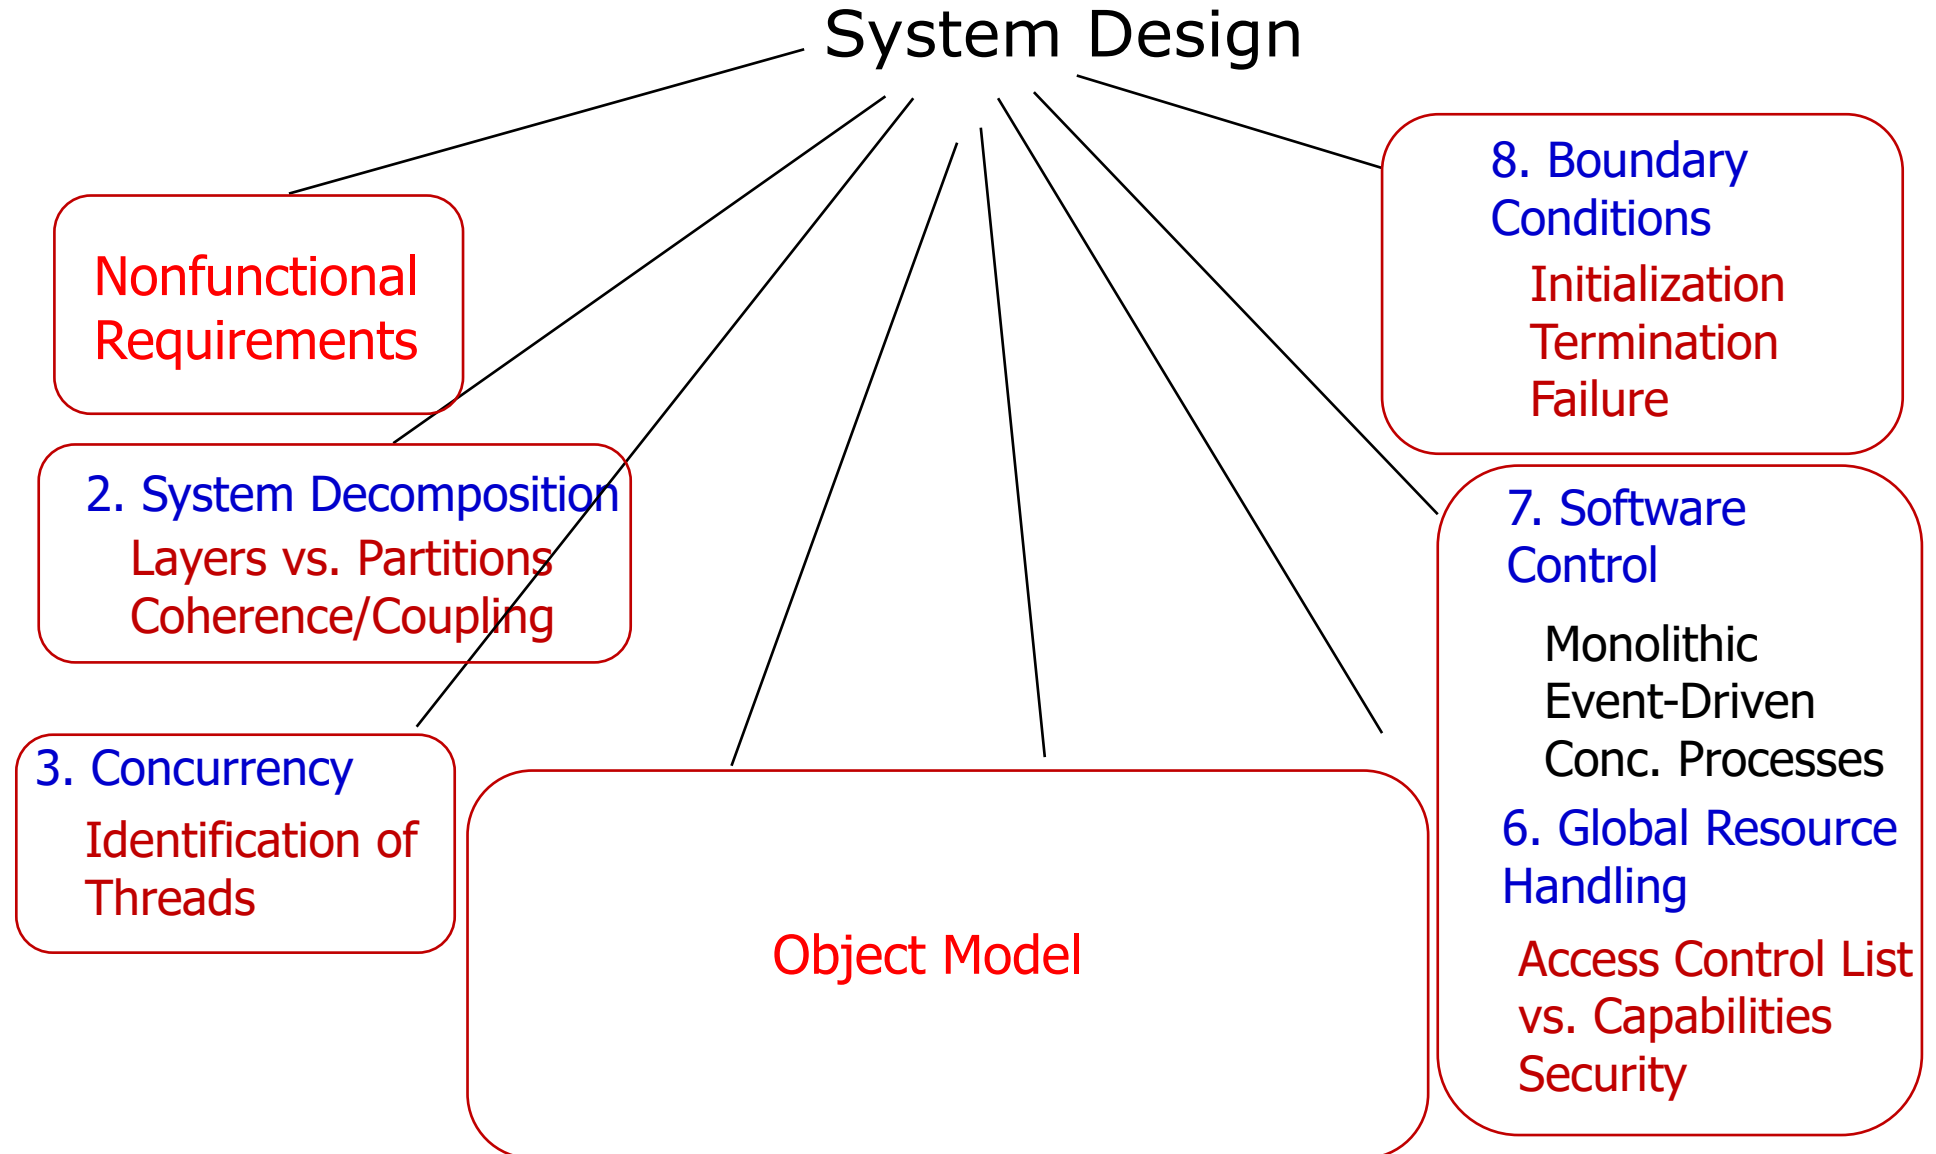 System Design
Nonfunctional
Requirements
2. System Decomposition
Layers vs. Partitions
Coherence/Coupling
3. Concurrency
Identification of
Threads
Object Model
8. Boundary
Conditions
Initialization
Termination
Failure
7. Software
Control
Monolithic
Event-Driven
Conc. Processes
6. Global Resource
Handling
Access Control List
vs. Capabilities
Security